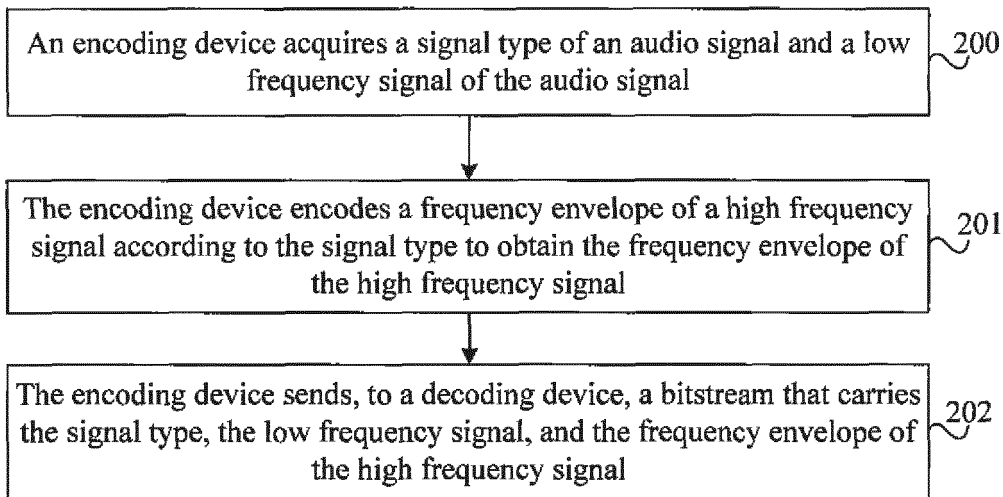 An encoding device acquires a signal type of an audio signal and a low
frequency signal of the audio signal
200
The encoding device encodes a frequency envelope of a high frequency
signal according to the signal type to obtain the frequency envelope of
the high frequency signal
201
The encoding device sends, to a decoding device, a bitstream that carries
the signal type, the low frequency signal, and the frequency envelope of
the high frequency signal
202